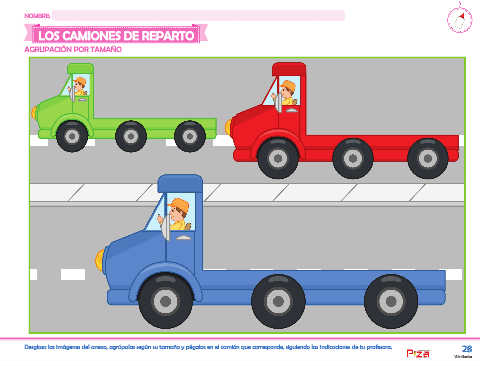 NOMBRE:
LOS CAMIONES DE REPARTO
AGRUPACIÓN POR TAMAÑO
Desglosa las imágenes del anexo, agrúpalas según su tamaño y pégalas en el camión que corresponde, siguiendo las indicaciones de tu profesora.
28